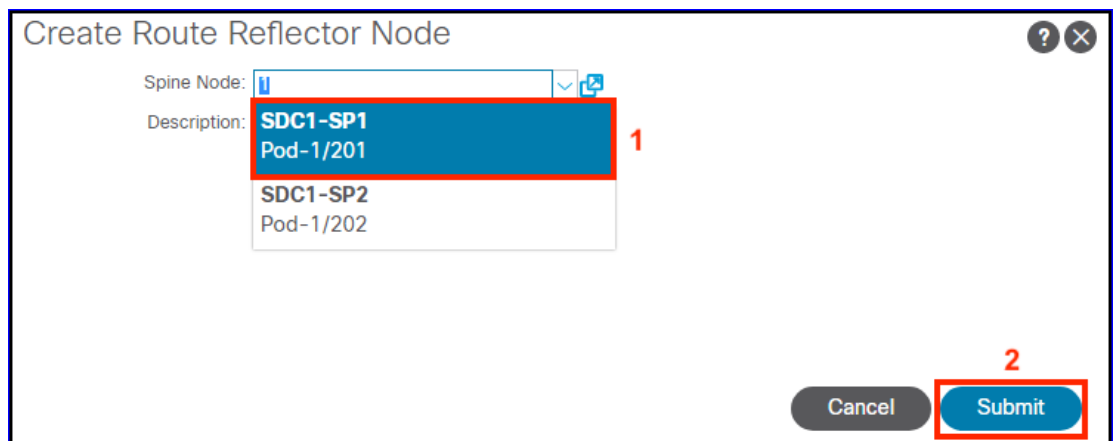 Create Route Reflector Node
?
Spine Node: 1
Description:
SDC1-SP1
Pod-1/201
1
SDC1-SP2
Pod-1/202
2
Cancel
Submit